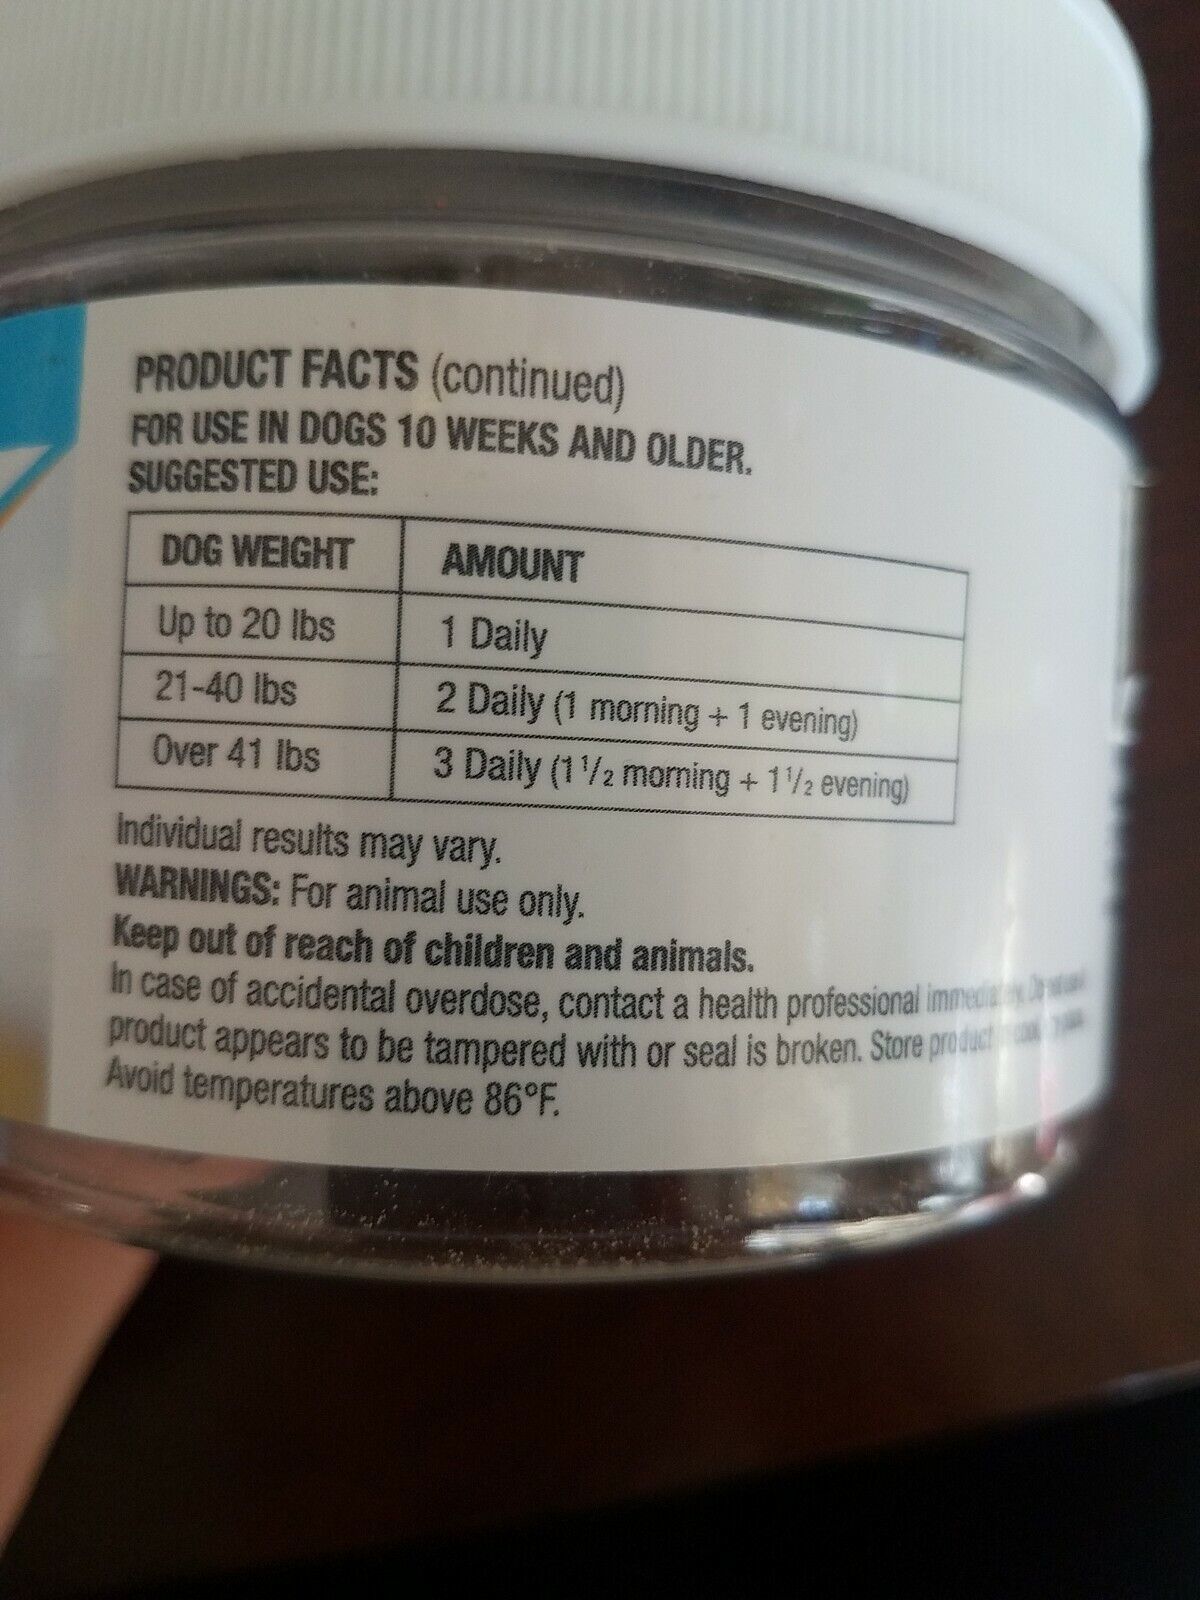 PRODUCT FACTS (continued)
FOR USE IN DOGS 10 WEEKS AND OLDER.
SUGGESTED USE:
DOG WEIGHT AMOUNT
Up to 20 lbs 1 Daily
21-40 lbs 2 Daily (1 morning + 1 evening)
Over 41 lbs 3 Daily (1 1/2 morning + 1 1/2 evening)
Individual results may vary.
WARNINGS: For animal use only.
Keep out of reach of children and animals.
In case of accidental overdose, contact a health professional immediately.
product appears to be tampered with or seal is broken. Store product
Avoid temperatures above 86°F.